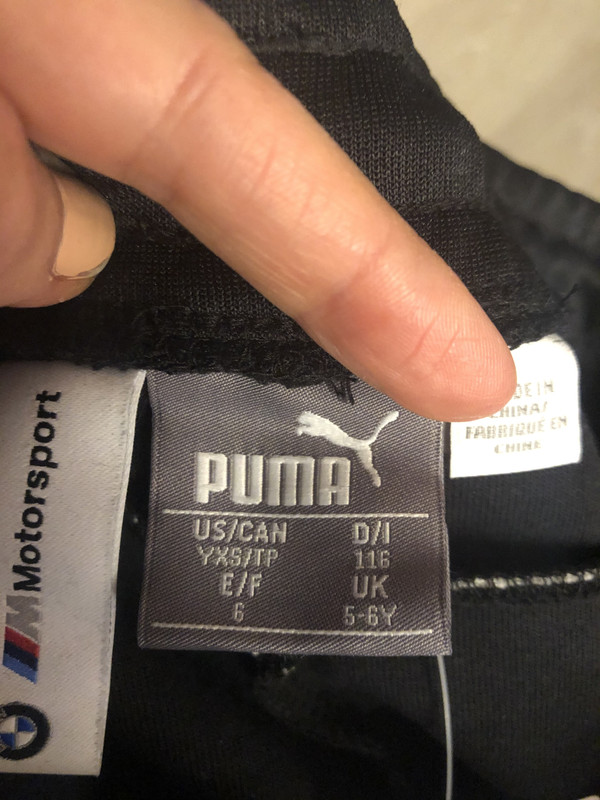 M Motorsport
PUMA
US/CAN D/I
YXS/TP 116
E/F UK
6 5-6Y
CHINA/
FABRIQUE EN
CHINE